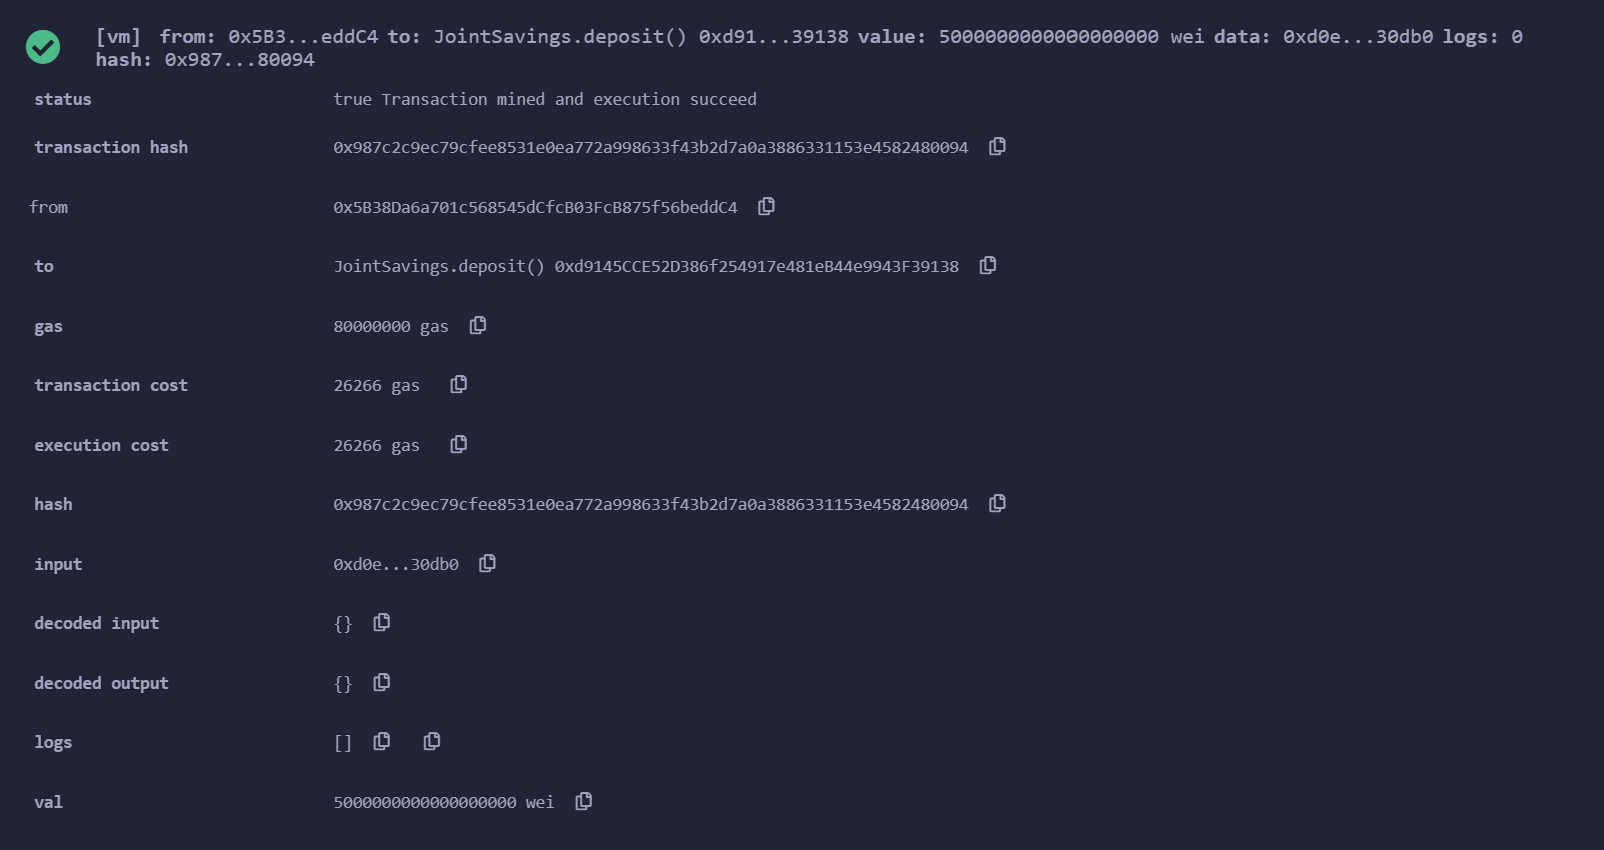 [vm] from: 0x5B3...eddC4 to: JointSavings.deposit() 0xd91...39138 value: 5000000000000000000 wei data: 0xd0e...30db0 logs: 0
hash: 0x987...80094
status true Transaction mined and execution succeed
transaction hash 0x987c2c9ec79cfee8531e0ea772a998633f43b2d7a0a3886331153e4582480094
from 0x5B38Da6a701c568545dCfcB03FcB875f56beddC4
to JointSavings.deposit() 0xd9145CCE52D386f254917e481eB44e9943F39138
gas 80000000 gas
transaction cost 26266 gas
execution cost 26266 gas
hash 0x987c2c9ec79cfee8531e0ea772a998633f43b2d7a0a3886331153e4582480094
input 0xd0e...30db0
decoded input {}
decoded output {}
logs []
val 5000000000000000000 wei